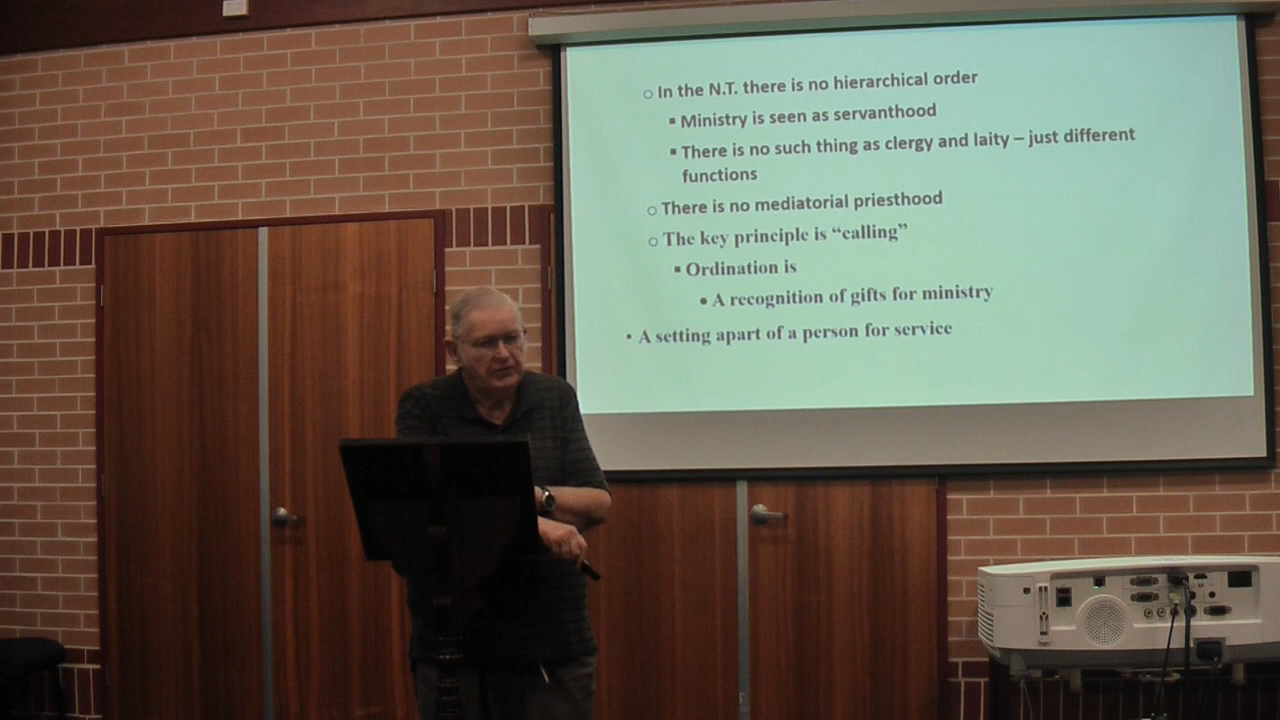 ○ In the N.T. there is no hierarchical order
▪ Ministry is seen as servanthood
▪ There is no such thing as clergy and laity – just different
functions
○ There is no mediatorial priesthood
○ The key principle is “calling”
▪ Ordination is
• A recognition of gifts for ministry
• A setting apart of a person for service